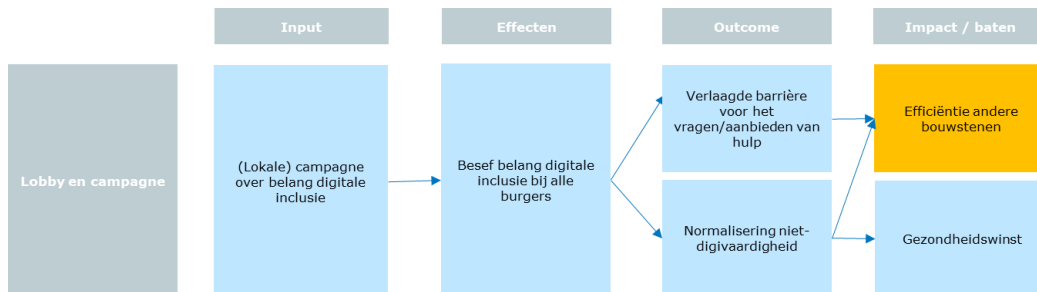 Input
Effecten
Outcome
Impact / baten
Lobby en campagne
(Lokale) campagne
over belang digitale
inclusie
Besef belang digitale
inclusie bij alle
burgers
Verlaagde barrière
voor het
vragen/aanbieden van
hulp
Normalisering niet-
digivaardigheid
Efficiëntie andere
bouwstenen
Gezondheidswinst